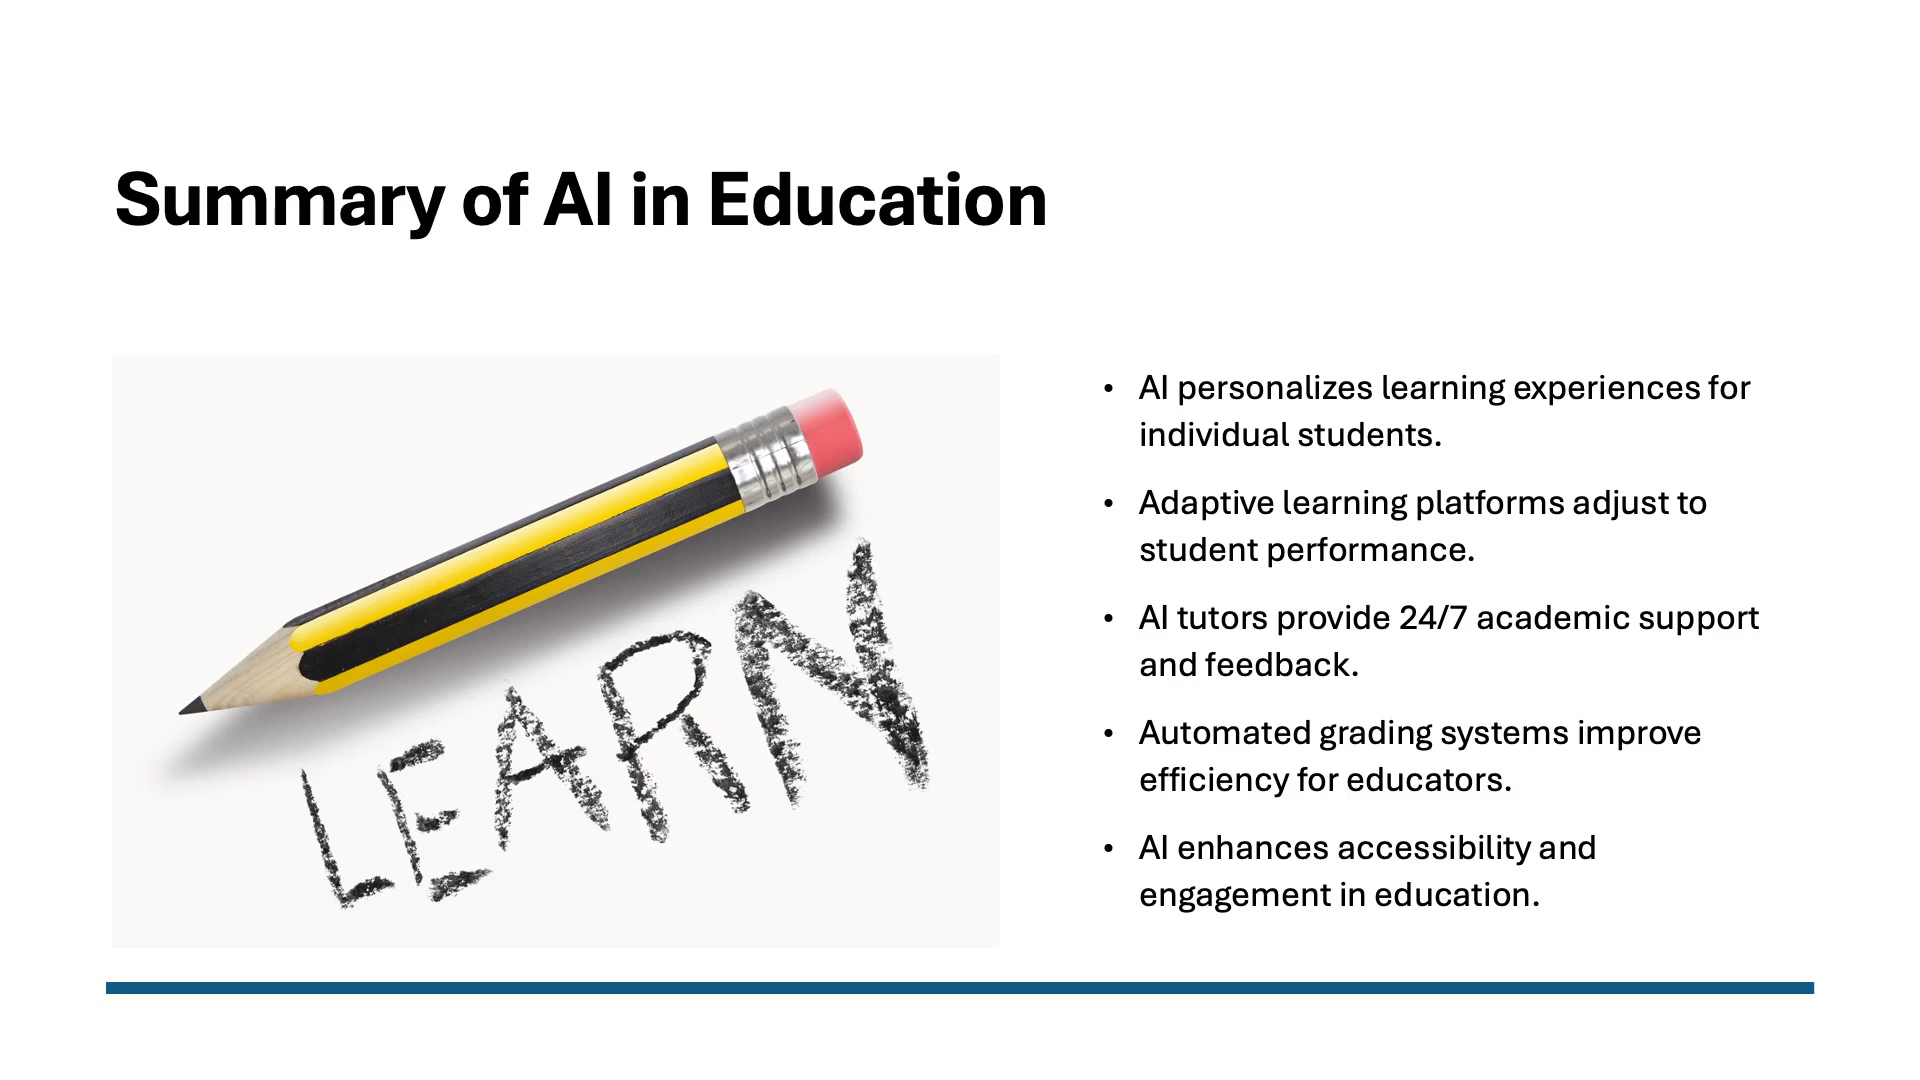 Summary of AI in Education
LEARN
• AI personalizes learning experiences for
individual students.
• Adaptive learning platforms adjust to
student performance.
• AI tutors provide 24/7 academic support
and feedback.
• Automated grading systems improve
efficiency for educators.
• AI enhances accessibility and
engagement in education.